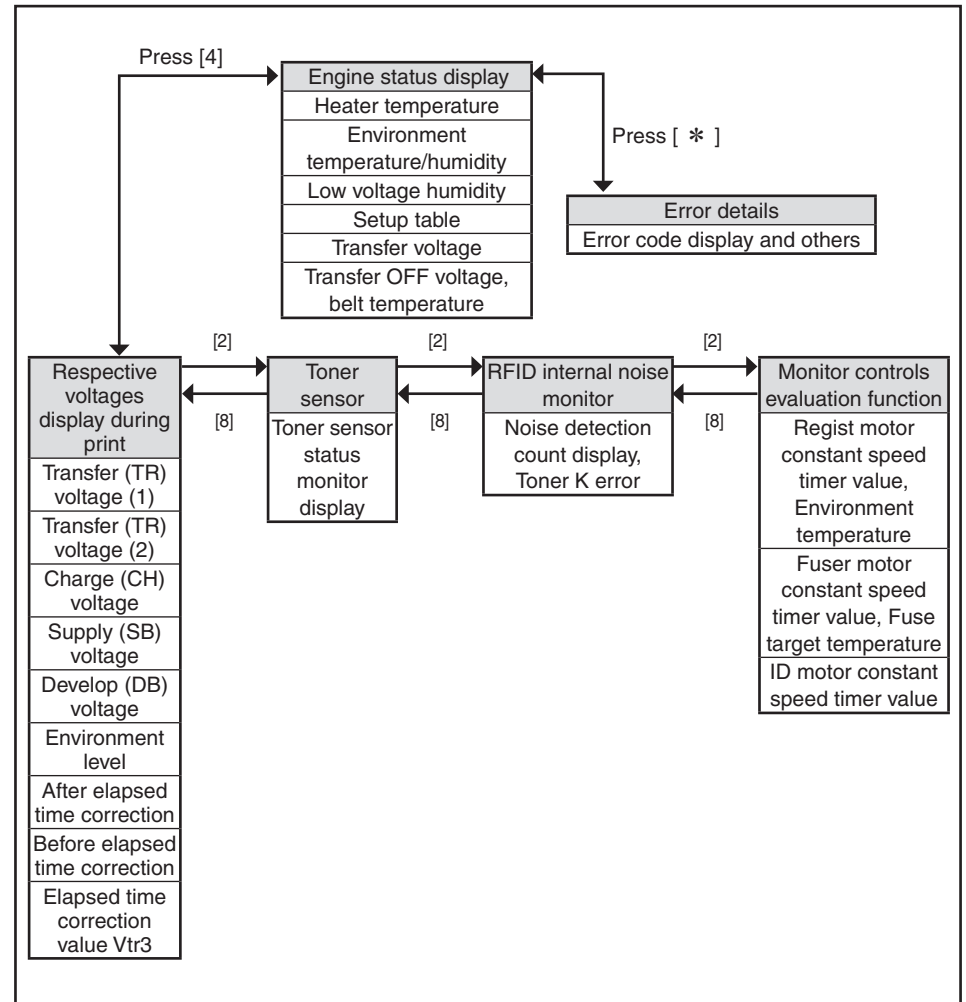 Press [4]
Engine status display
Heater temperature
Environment
temperature/humidity
Low voltage humidity
Setup table
Transfer voltage
Transfer OFF voltage,
belt temperature
Press [ * ]
Error details
Error code display and others
[2]
[2]
[2]
[8]
[8]
[8]
Respective
voltages
display during
print
Transfer (TR)
voltage (1)
Transfer (TR)
voltage (2)
Charge (CH)
voltage
Supply (SB)
voltage
Develop (DB)
voltage
Environment
level
After elapsed
time correction
Before elapsed
time correction
Elapsed time
correction
value Vtr3
Toner
sensor
Toner sensor
status
monitor
display
RFID internal noise
monitor
Noise detection
count display,
Toner K error
Monitor controls
evaluation function
Regist motor
constant speed
timer value,
Environment
temperature
Fuser motor
constant speed
timer value, Fuse
target temperature
ID motor constant
speed timer value